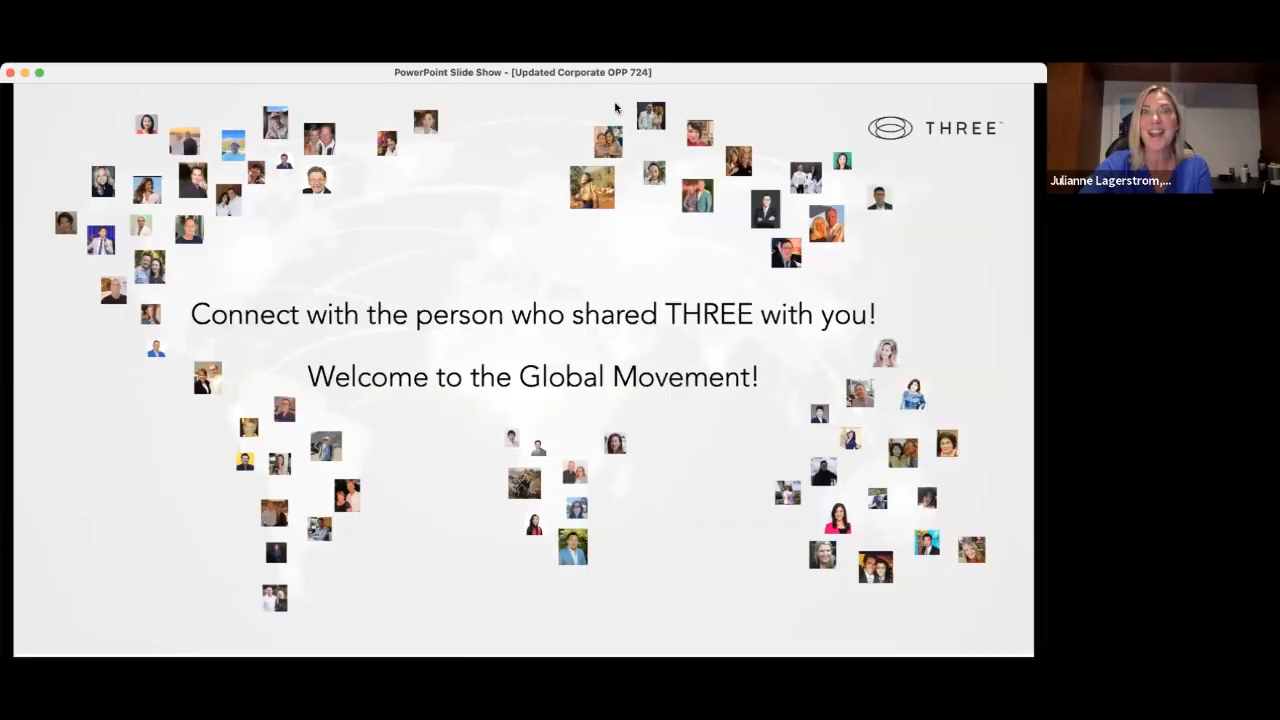 PowerPoint Slide Show - [Updated Corporate OPP 724]
THREE™
Julianne Lagerstrom,...
Connect with the person who shared THREE with you!
Welcome to the Global Movement!